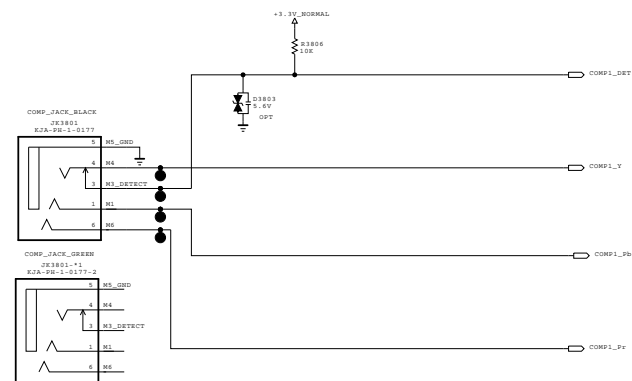 +3.3V_NORMAL
R3806
10K
COMP1_DET
D3803
5.6V
OPT
COMP_JACK_BLACK
JK3801
KJA-PH-1-0177
5 M5_GND
4 M4
COMP1_Y
3 M3_DETECT
1 M1
6 M6
COMP1_Pb
COMP_JACK_GREEN
JK3801-*1
KJA-PH-1-0177-2
5 M5_GND
4 M4
3 M3_DETECT
1 M1
COMP1_Pr
6 M6